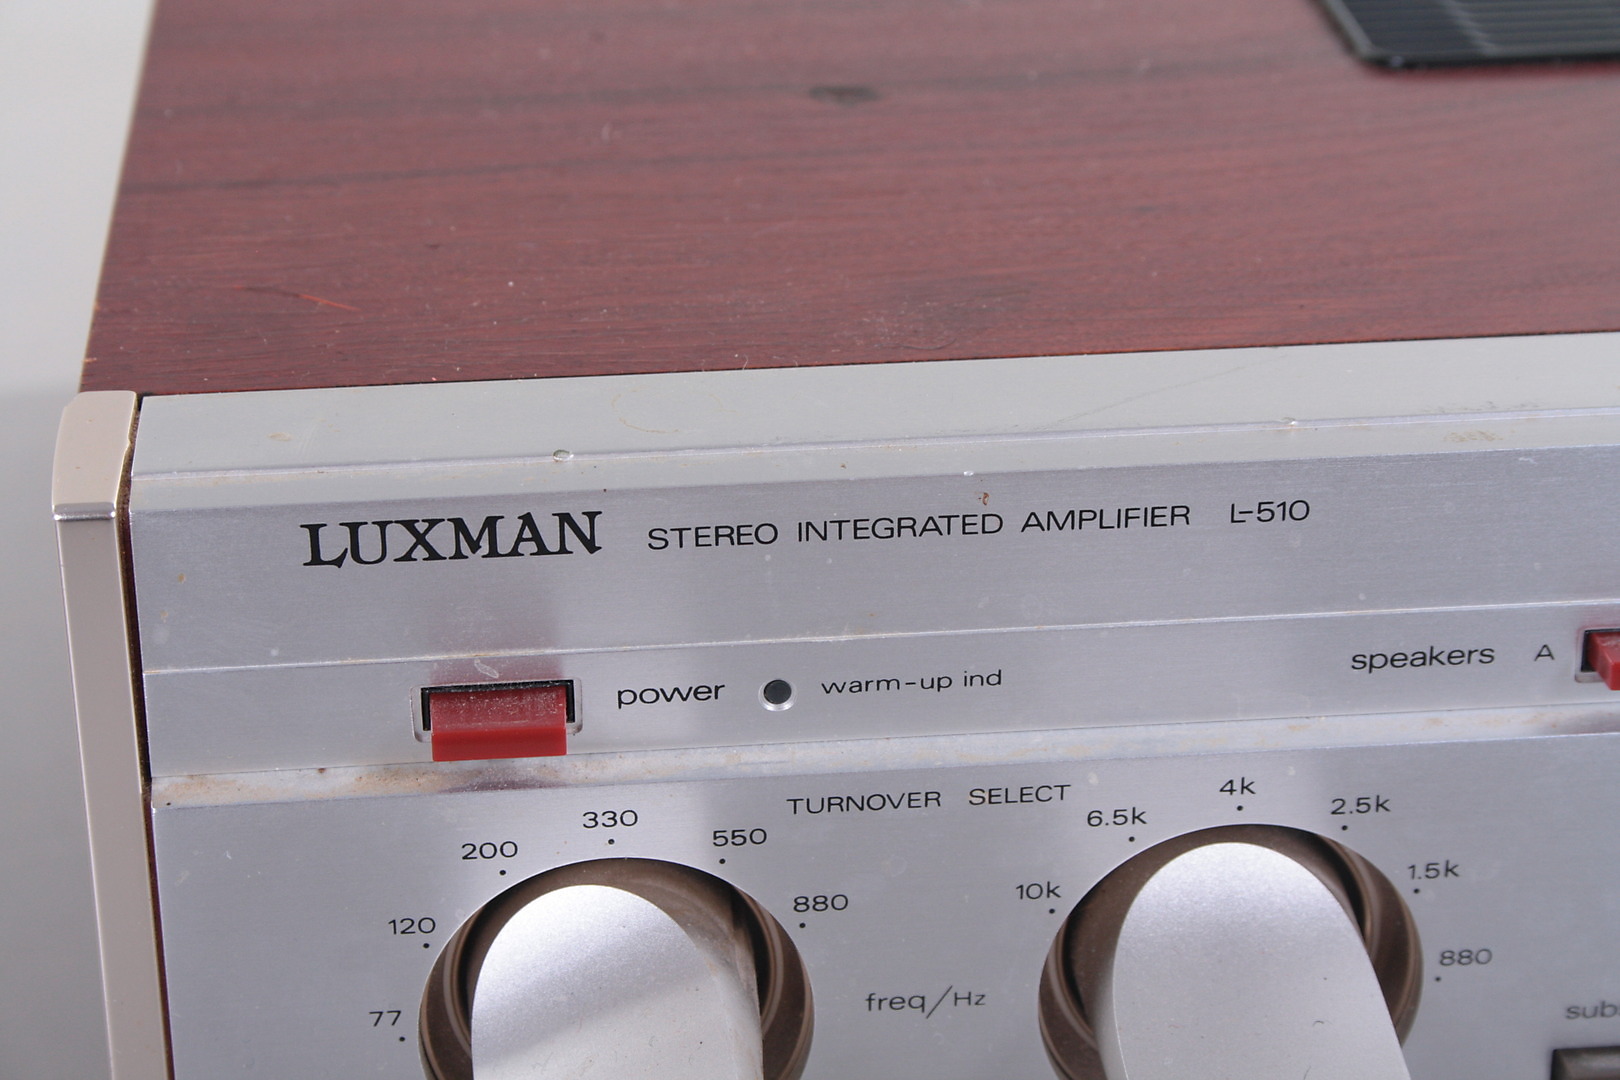 LUXMAN STEREO INTEGRATED AMPLIFIER L-510
power warm-up ind speakers A
TURNOVER SELECT
77 120 200 330 550 880
freq/Hz
10k 6.5k 4k 2.5k 1.5k 880